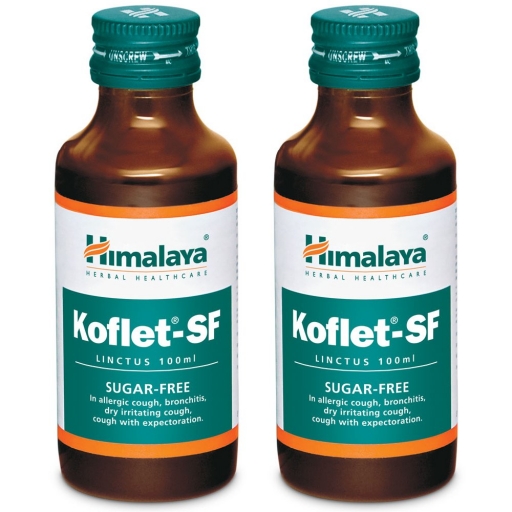 UNSCREW
Himalaya®
HERBAL HEALTHCARE
Koflet®-SF
LINCTUS 100ml
SUGAR-FREE
In allergic cough, bronchitis,
dry irritating cough,
cough with expectoration.
UNSCREW
Himalaya®
HERBAL HEALTHCARE
Koflet®-SF
LINCTUS 100ml
SUGAR-FREE
In allergic cough, bronchitis,
dry irritating cough,
cough with expectoration.